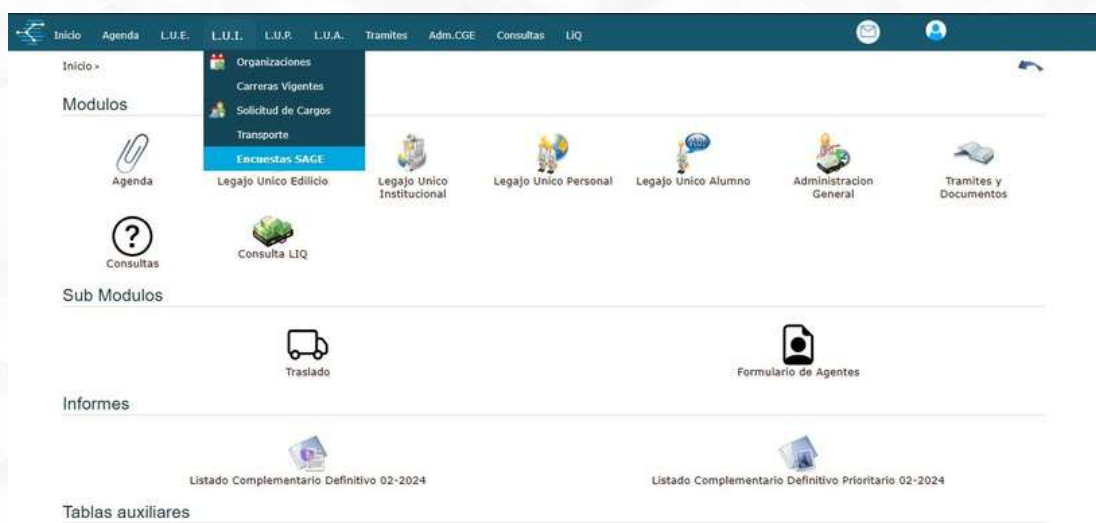 Inicio Agenda L.U.E. L.U.I. L.U.P. L.U.A. Tramites Adm.CGE Consultas LIQ
Inicio >
Organizaciones
Carreras Vigentes
Solicitud de Cargos
Transporte
Encuestas SAGE
Modulos
Agenda
Legajo Unico Edilicio
Legajo Unico
Institucional
Legajo Unico Personal
Legajo Unico Alumno
Administracion
General
Tramites y
Documentos
Consultas
Consulta LIQ
Sub Modulos
Traslado
Formulario de Agentes
Informes
Listado Complementario Definitivo 02-2024
Listado Complementario Definitivo Prioritario 02-2024
Tablas auxiliares